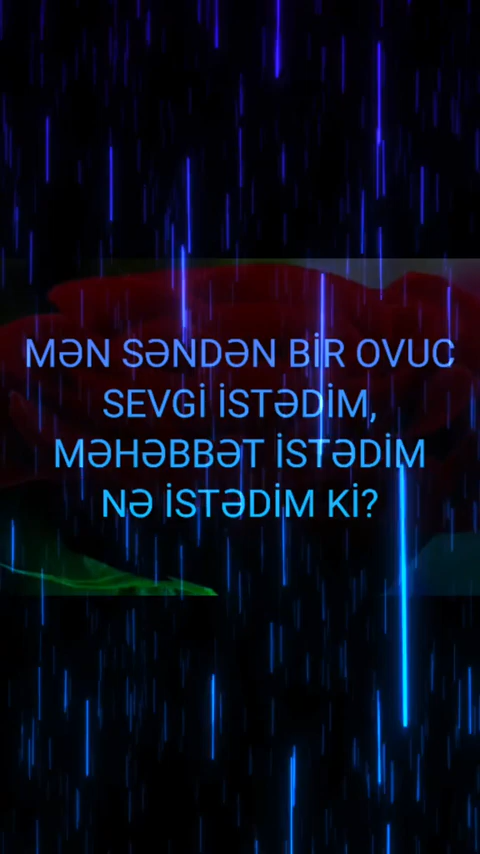 MƏN SƏNDƏN BİR OVUC
SEVGİ İSTƏDİM,
MƏHƏBBƏT İSTƏDİM
NƏ İSTƏDİM Kİ?